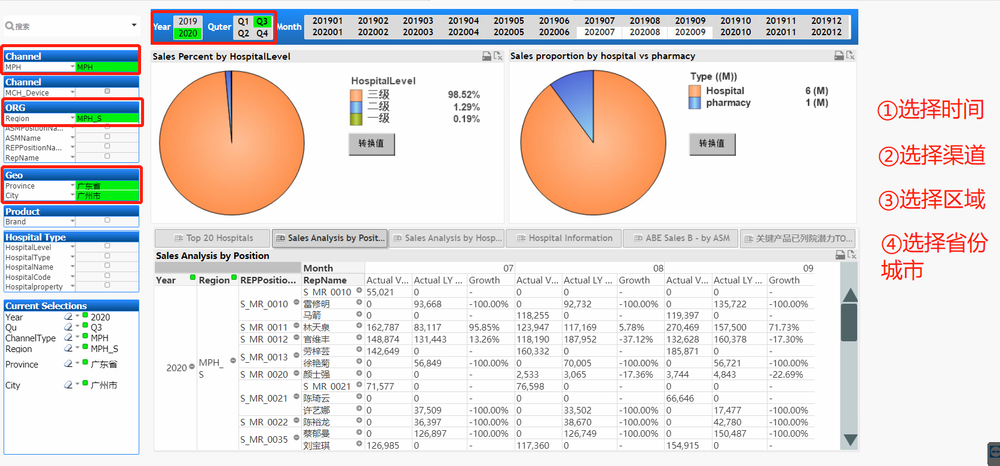 搜索
Channel
MPH MPH
Channel
MCH_Device
ORG
Region MPH_S
ASMPositionNa...
ASMName
REPPositionNa...
RepName
Geo
Province 广东省
City 广州市
Product
Brand
Hospital Type
HospitalLevel
HospitalType
HospitalName
HospitalCode
Hospitalproperty
Current Selections
Year 2020
Qu Q3
ChannelType MPH
Region MPH_S
Province 广东省
City 广州市
Year 2019 2020 Quter Q1 Q3 Q2 Q4 Month
201901 201902 201903 201904 201905 201906 201907 201908 201909 201910 201911 201912
202001 202002 202003 202004 202005 202006 202007 202008 202009 202010 202011 202012
Sales Percent by HospitalLevel
HospitalLevel
三级 98.52%
二级 1.29%
一级 0.19%
转换值
Sales proportion by hospital vs pharmacy
Type ((M))
Hospital 6 (M)
pharmacy 1 (M)
转换值
Top 20 Hospitals
Sales Analysis by Posit...
Sales Analysis by Hosp...
Hospital Information
ABE Sales B - by ASM
关键产品已列院潜力TO...
Sales Analysis by Position
Month 07 08 09
Year Region REPPositio... RepName Actual V... Actual LY ... Growth Actual V... Actual LY ... Growth Actual V... Actual LY ... Growth
2020 MPH_S
S_MR_0010 S_MR_0010 55,021 0 - 0 0 - 0 0 -
雷修明 0 93,668 -100.00% 0 92,732 -100.00% 0 135,722 -100.00%
马箭 0 0 - 118,255 0 - 119,397 0 -
S_MR_0011 林天泉 162,787 83,117 95.85% 123,947 117,169 5.78% 270,469 157,500 71.73%
S_MR_0012 官维丰 148,874 131,443 13.26% 118,190 187,952 -37.12% 132,628 160,378 -17.30%
S_MR_0013 劳梓芸 142,649 0 - 160,332 0 - 185,871 0 -
徐艳菊 0 56,849 -100.00% 0 70,005 -100.00% 0 56,721 -100.00%
S_MR_0020 颜士强 0 0 - 2,533 3,065 -17.36% 3,744 4,843 -22.69%
S_MR_0021 S_MR_0021 71,577 0 - 76,598 0 - 0 0 -
陈琦云 0 0 - 0 0 - 66,646 0 -
许艺娜 0 37,509 -100.00% 0 33,502 -100.00% 0 17,477 -100.00%
S_MR_0022 陈裕龙 0 36,397 -100.00% 0 38,670 -100.00% 0 42,780 -100.00%
S_MR_0035 蔡郁曼 0 126,897 -100.00% 0 126,749 -100.00% 0 150,487 -100.00%
刘宝琪 126,985 0 - 117,360 0 - 154,915 0 -
①选择时间
②选择渠道
③选择区域
④选择省份
城市